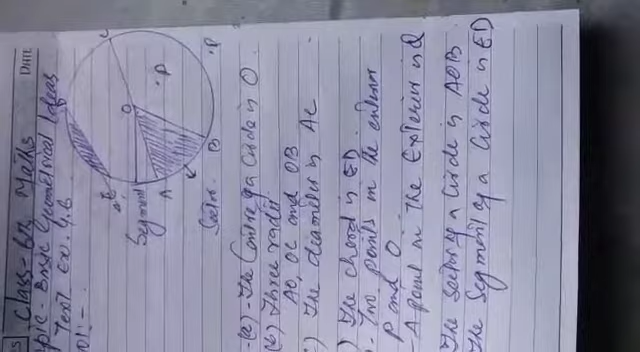 DATE
Class - 6th Maths
Basic Geometrical Ideas
Text Ex. 4.6
C
O
P
A
B
Segment
Sector
(a) - The Centre of a Circle is O.
(b) Three radii
AO, OC and OB
The diameter is AC
The chord is ED
Two points in the interior
P and O
A point in the Exterior is Q
The Sector of a Circle is AOB
The Segment of a Circle is ED